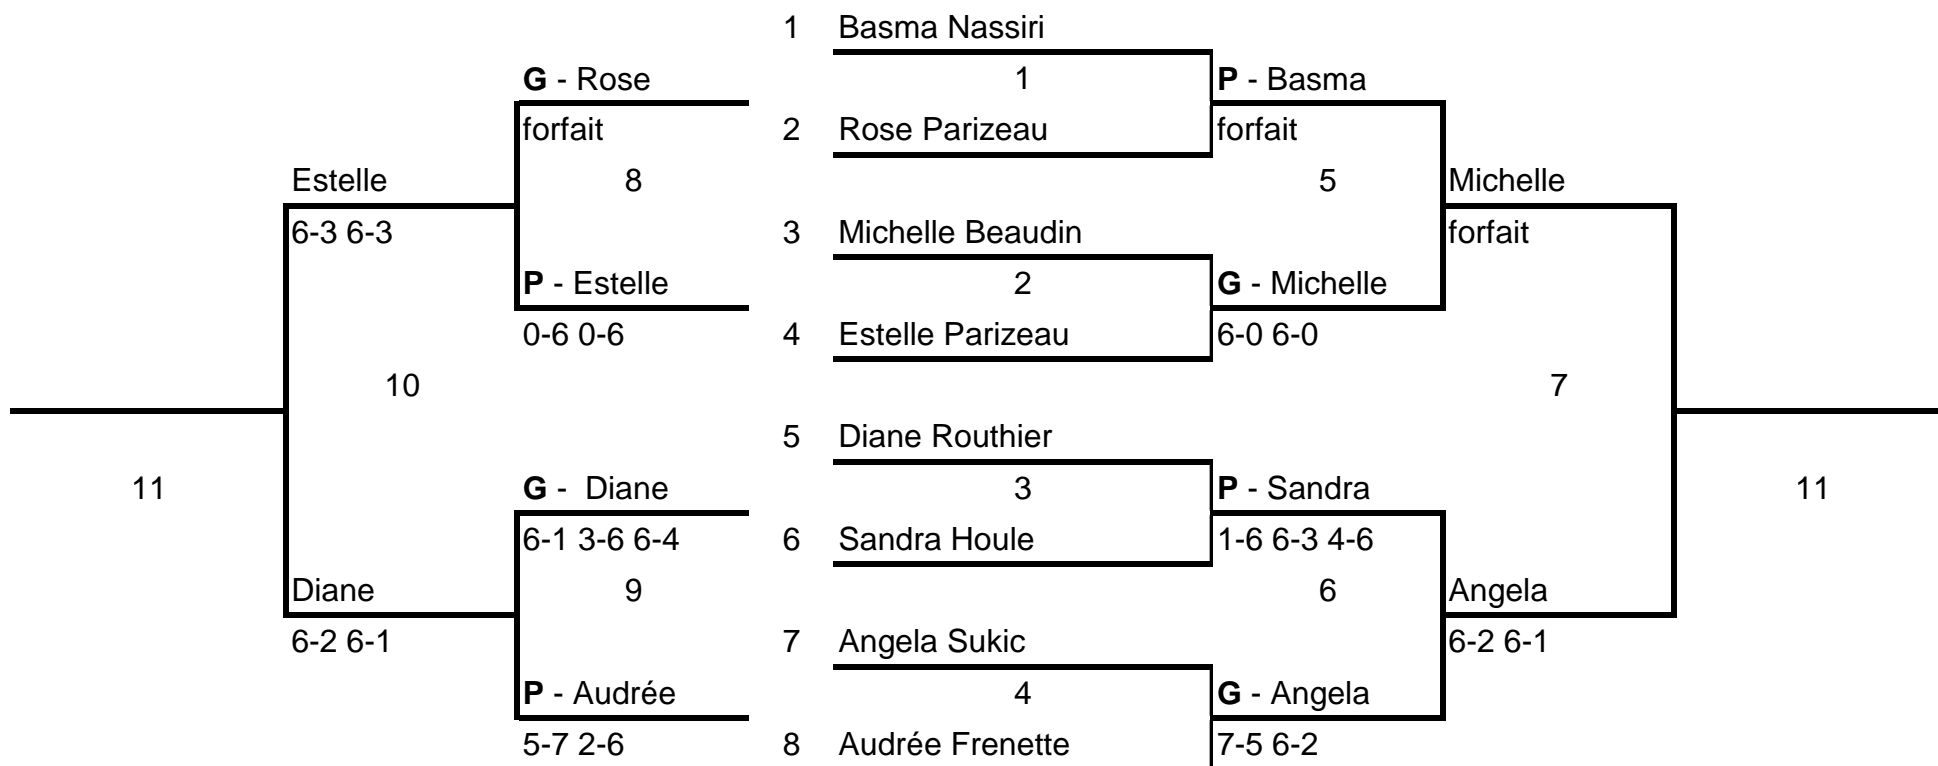 1 Basma Nassiri
G - Rose 1 P - Basma
forfait 2 Rose Parizeau forfait
Estelle 8 5 Michelle
6-3 6-3 3 Michelle Beaudin forfait
P - Estelle 2 G - Michelle
0-6 0-6 4 Estelle Parizeau 6-0 6-0
10 7
5 Diane Routhier
11 G - Diane 3 P - Sandra 11
6-1 3-6 6-4 6 Sandra Houle 1-6 6-3 4-6
Diane 9 6 Angela
6-2 6-1 7 Angela Sukic 6-2 6-1
P - Audrée 4 G - Angela
5-7 2-6 8 Audrée Frenette 7-5 6-2